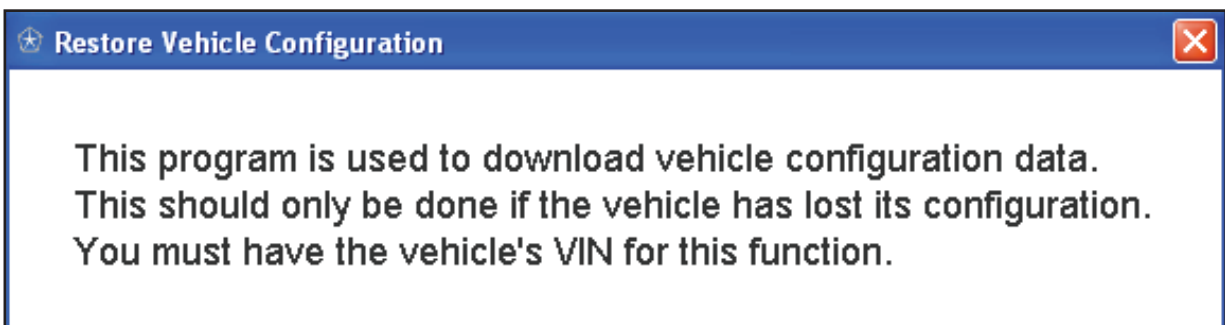 Restore Vehicle Configuration
This program is used to download vehicle configuration data.
This should only be done if the vehicle has lost its configuration.
You must have the vehicle's VIN for this function.